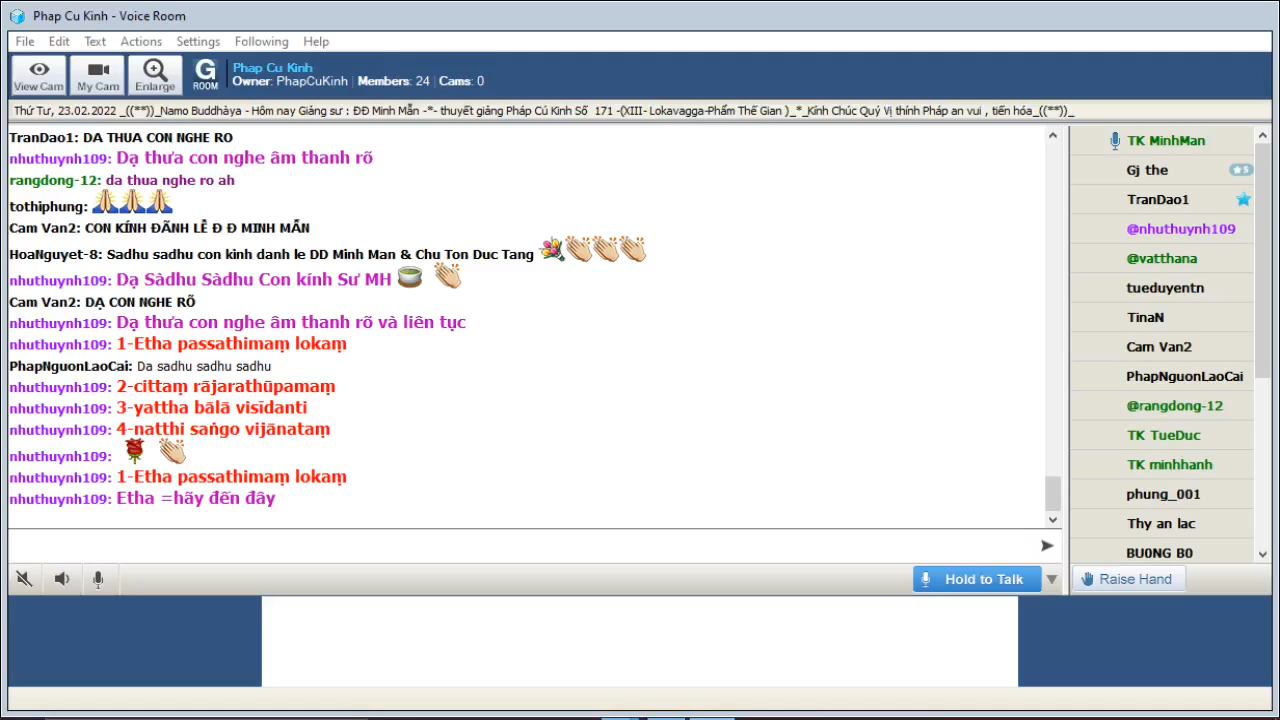 Phap Cu Kinh - Voice Room
File Edit Text Actions Settings Following Help
View Cam My Cam Enlarge G ROOM Phap Cu Kinh
Owner: PhapCuKinh | Members: 24 | Cams: 0
Thứ Tư, 23.02.2022 _((**))_Namo Buddhàya - Hôm nay Giảng sư : ĐĐ Minh Mẫn -*- thuyết giảng Pháp Cú Kinh Số 171 -(XIII- Lokavagga-Phẩm Thế Gian )_*_Kính Chúc Quý Vị thính Pháp an vui , tiến hóa_((**))_
TranDao1: DA THUA CON NGHE RO
nhuthuynh109: Dạ thưa con nghe âm thanh rõ
rangdong-12: da thua nghe ro ah
tothiphung:
Cam Van2: CON KÍNH ĐÃNH LỄ Đ Đ MINH MẪN
HoaNguyet-8: Sadhu sadhu con kinh danh le DD Minh Man & Chu Ton Duc Tang
nhuthuynh109: Dạ Sàdhu Sàdhu Con kính Sư MH
Cam Van2: DẠ CON NGHE RÕ
nhuthuynh109: Dạ thưa con nghe âm thanh rõ và liên tục
nhuthuynh109: 1-Etha passathimaṃ lokaṃ
PhapNguonLaoCai: Da sadhu sadhu sadhu
nhuthuynh109: 2-cittaṃ rājarathūpamaṃ
nhuthuynh109: 3-yattha bālā visīdanti
nhuthuynh109: 4-natthi saṅgo vijānataṃ
nhuthuynh109:
nhuthuynh109: 1-Etha passathimaṃ lokaṃ
nhuthuynh109: Etha =hãy đến đây
TK MinhMan
Gj the 5
TranDao1
@nhuthuynh109
@vatthana
tueduyentn
TinaN
Cam Van2
PhapNguonLaoCai
@rangdong-12
TK TueDuc
TK minhhanh
phung_001
Thy an lac
BU0NG B0
Hold to Talk
Raise Hand